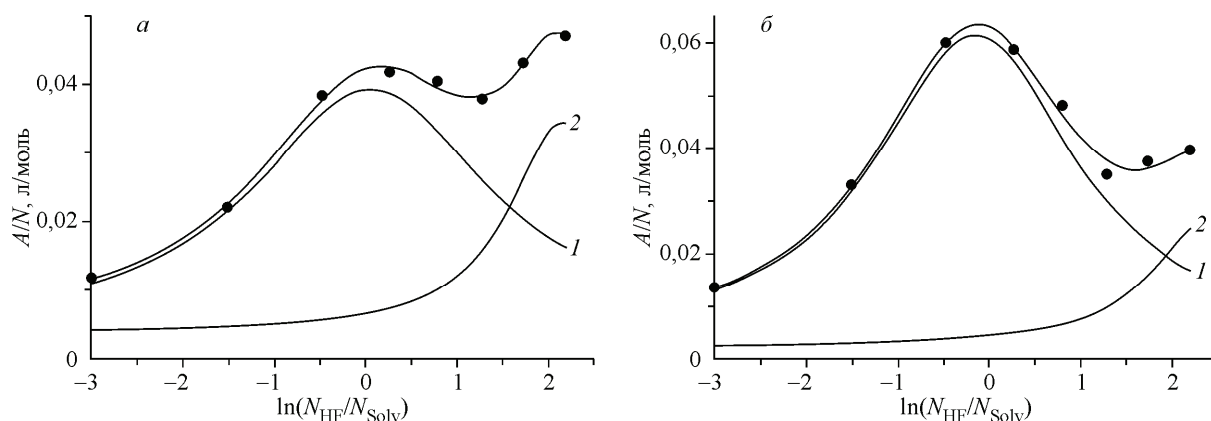 а
A/N, л/моль
0,04
0,02
0
2
1
–3 –2 –1 0 1 2
ln(N_HF/N_Solv)
б
A/N, л/моль
0,06
0,04
0,02
0
2
1
–3 –2 –1 0 1 2
ln(N_HF/N_Solv)